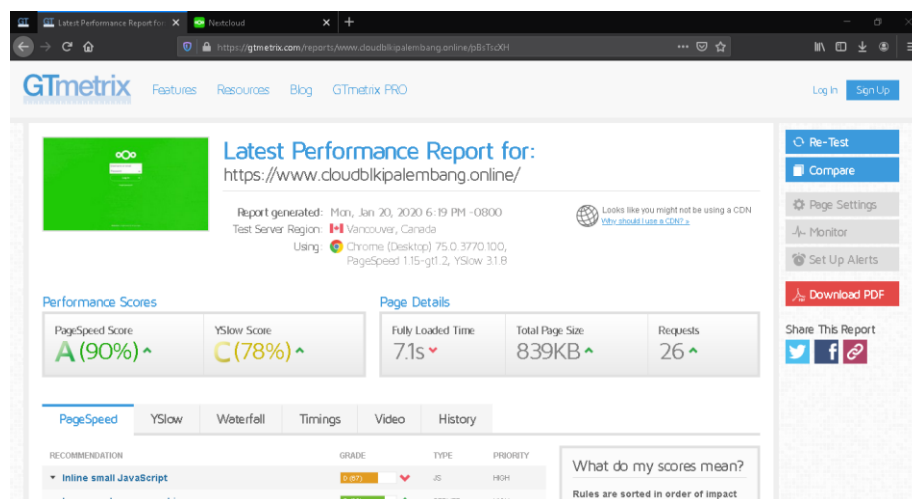 Latest Performance Report for
Nextcloud
https://gtmetrix.com/reports/www.cloudblkipalembang.online/pBsTscXH
GTmetrix Features Resources Blog GTmetrix PRO
Log In Sign Up
Latest Performance Report for:
https://www.cloudblkipalembang.online/
Report generated: Mon, Jan 20, 2020 6:19 PM -0800
Test Server Region: Vancouver, Canada
Using: Chrome (Desktop) 75.0.3770.100,
PageSpeed 1.15-gt1.2, YSlow 3.1.8
Looks like you might not be using a CDN
Why should I use a CDN? »
Re-Test
Compare
Page Settings
Monitor
Set Up Alerts
Download PDF
Share This Report
Performance Scores
PageSpeed Score
A (90%)
YSlow Score
C (78%)
Page Details
Fully Loaded Time
7.1s
Total Page Size
839KB
Requests
26
PageSpeed YSlow Waterfall Timings Video History
RECOMMENDATION GRADE TYPE PRIORITY
Inline small JavaScript D (67) JS HIGH
What do my scores mean?
Rules are sorted in order of impact